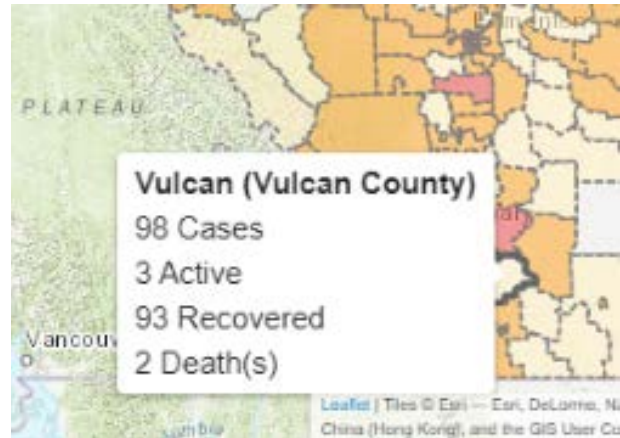 PLATEAU
Vulcan (Vulcan County)
98 Cases
3 Active
93 Recovered
2 Death(s)
Vancouv
Leaflet | Tiles © Esri — Esri, DeLorme, NA
China (Hong Kong), and the GIS User Co